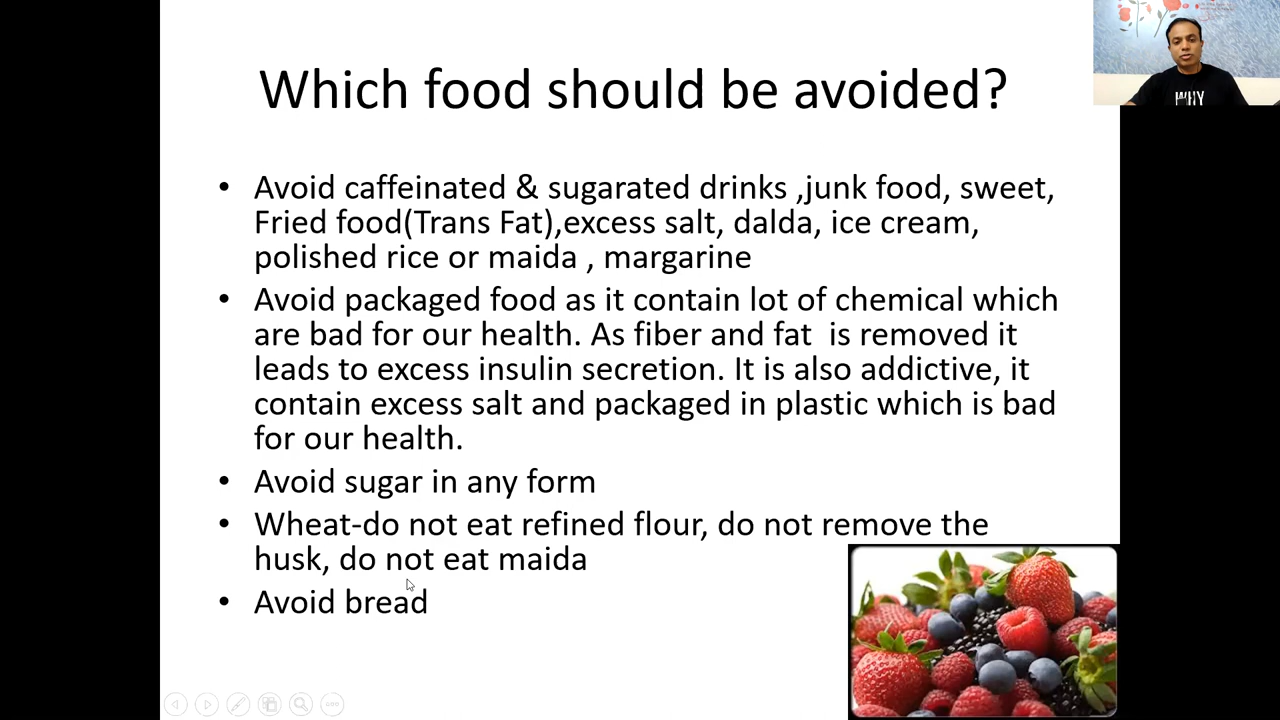 Which food should be avoided?
• Avoid caffeinated & sugarated drinks ,junk food, sweet,
Fried food(Trans Fat),excess salt, dalda, ice cream,
polished rice or maida , margarine
• Avoid packaged food as it contain lot of chemical which
are bad for our health. As fiber and fat  is removed it
leads to excess insulin secretion. It is also addictive, it
contain excess salt and packaged in plastic which is bad
for our health.
• Avoid sugar in any form
• Wheat-do not eat refined flour, do not remove the
husk, do not eat maida
• Avoid bread
WHY